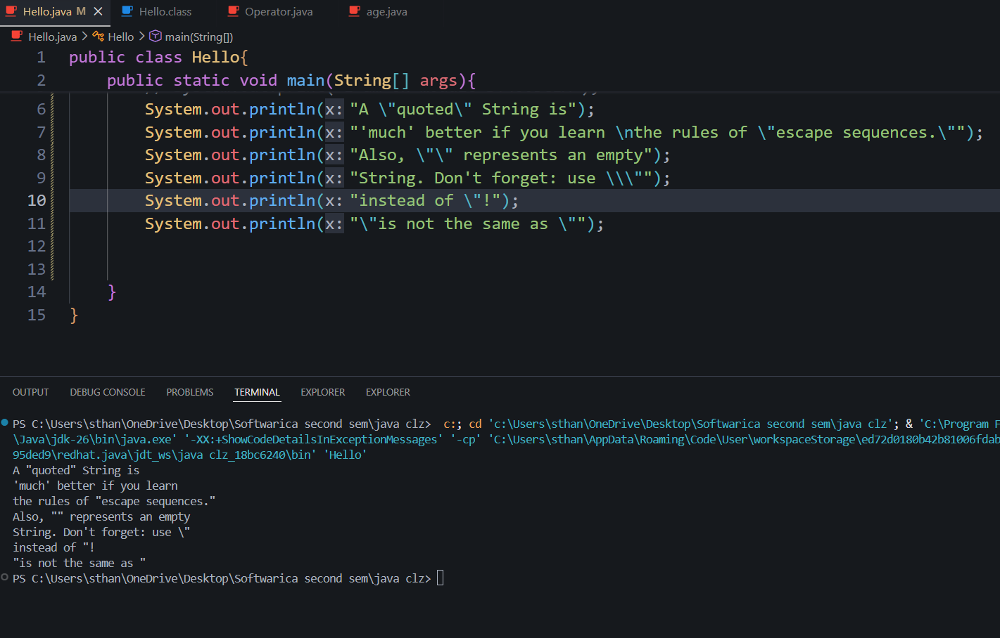 Hello.java M
Hello.class
Operator.java
age.java
Hello.java > Hello > main(String[])
1 public class Hello{
2 public static void main(String[] args){
6 System.out.println(x: "A \"quoted\" String is");
7 System.out.println(x: "'much' better if you learn \nthe rules of \"escape sequences.\"");
8 System.out.println(x: "Also, \"\" represents an empty");
9 System.out.println(x: "String. Don't forget: use \\\"");
10 System.out.println(x: "instead of \"!");
11 System.out.println(x: "\"is not the same as \"");
12
13
14 }
15 }
OUTPUT DEBUG CONSOLE PROBLEMS TERMINAL EXPLORER EXPLORER
PS C:\Users\sthan\OneDrive\Desktop\Softwarica second sem\java clz> c:; cd 'c:\Users\sthan\OneDrive\Desktop\Softwarica second sem\java clz'; & 'C:\Program F
\Java\jdk-26\bin\java.exe' '-XX:+ShowCodeDetailsInExceptionMessages' '-cp' 'C:\Users\sthan\AppData\Roaming\Code\User\workspaceStorage\ed72d0180b42b81006fdab
95ded9\redhat.java\jdt_ws\java clz_18bc6240\bin' 'Hello'
A "quoted" String is
'much' better if you learn
the rules of "escape sequences."
Also, "" represents an empty
String. Don't forget: use \"
instead of "!
"is not the same as "
PS C:\Users\sthan\OneDrive\Desktop\Softwarica second sem\java clz>